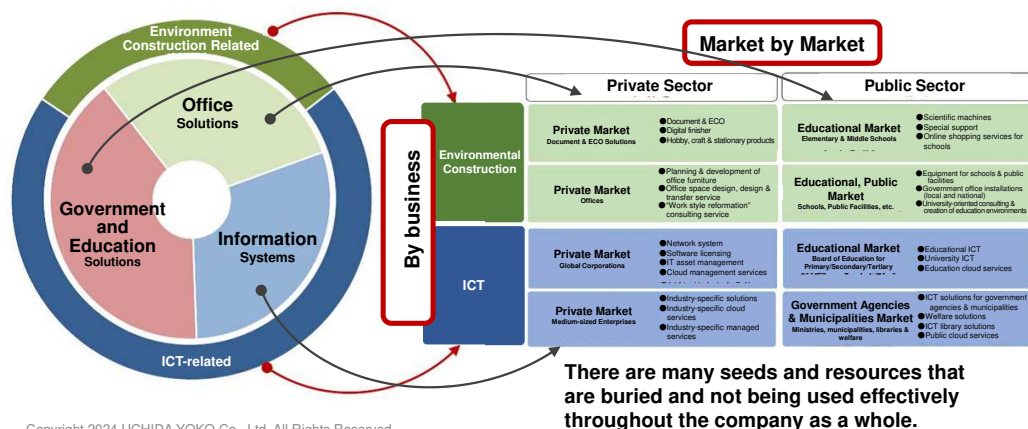 Environment
Construction Related
Office
Solutions
Government
and
Education
Solutions
Information
Systems
ICT-related
Market by Market
By business
Private Sector
Public Sector
Environmental
Construction
ICT
Private Market
Document & ECO Solutions
●Document & ECO
●Digital finisher
●Hobby, craft & stationary products
Educational Market
Elementary & Middle Schools
●Scientific machines
●Special support
●Online shopping services for
schools
Private Market
Offices
●Planning & development of
office furniture
●Office space design, design &
transfer service
●"Work style reformation"
consulting service
Educational, Public
Market
Schools, Public Facilities, etc.
●Equipment for schools & public
facilities
●Government office installations
(local and national)
●University-oriented consulting &
creation of education environments
Private Market
Global Corporations
●Network system
●Software licensing
●IT asset management
●Cloud management services
Educational Market
Board of Education for
Primary/Secondary/Tertiary
●Educational ICT
●University ICT
●Education cloud services
Private Market
Medium-sized Enterprises
●Industry-specific solutions
●Industry-specific cloud
services
●Industry-specific managed
services
Government Agencies
& Municipalities Market
Ministries, municipalities, libraries &
welfare
●ICT solutions for government
agencies & municipalities
●Welfare solutions
●ICT library solutions
●Public cloud services
There are many seeds and resources that
are buried and not being used effectively
throughout the company as a whole.
Copyright 2024 UCHIDA YOKO Co., Ltd. All Rights Reserved